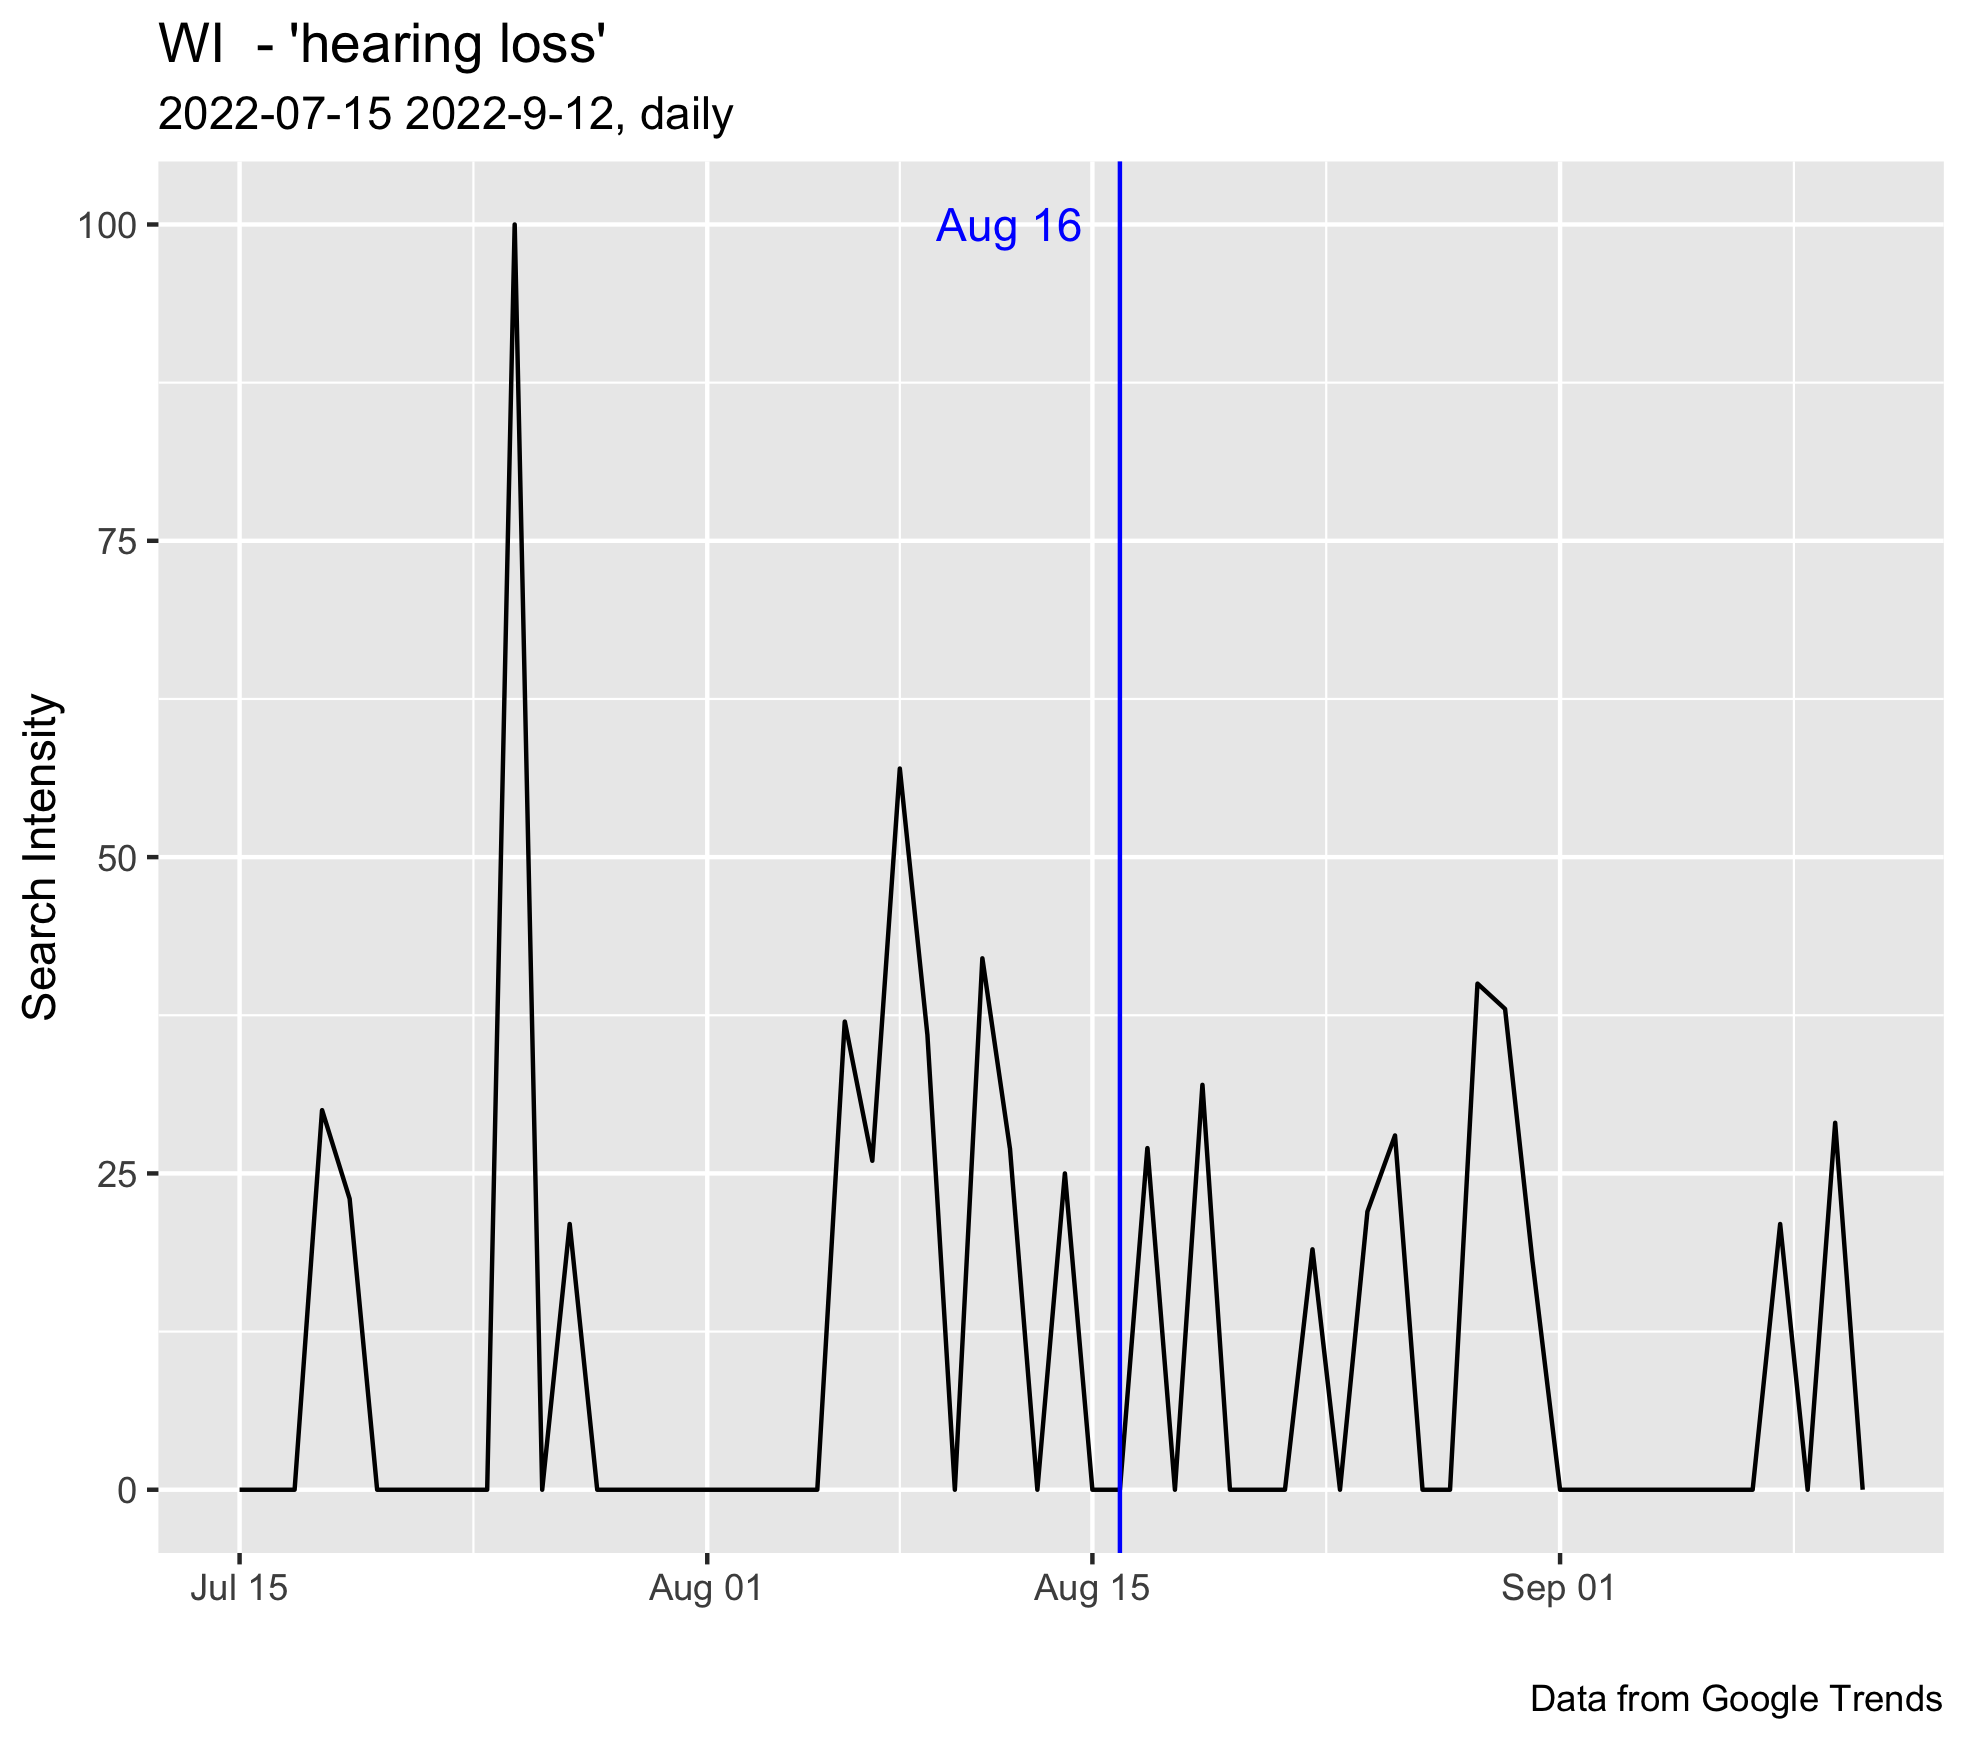 WI  - 'hearing loss'
2022-07-15 2022-9-12, daily
Aug 16
100
75
50
25
0
Search Intensity
Jul 15
Aug 01
Aug 15
Sep 01
Data from Google Trends